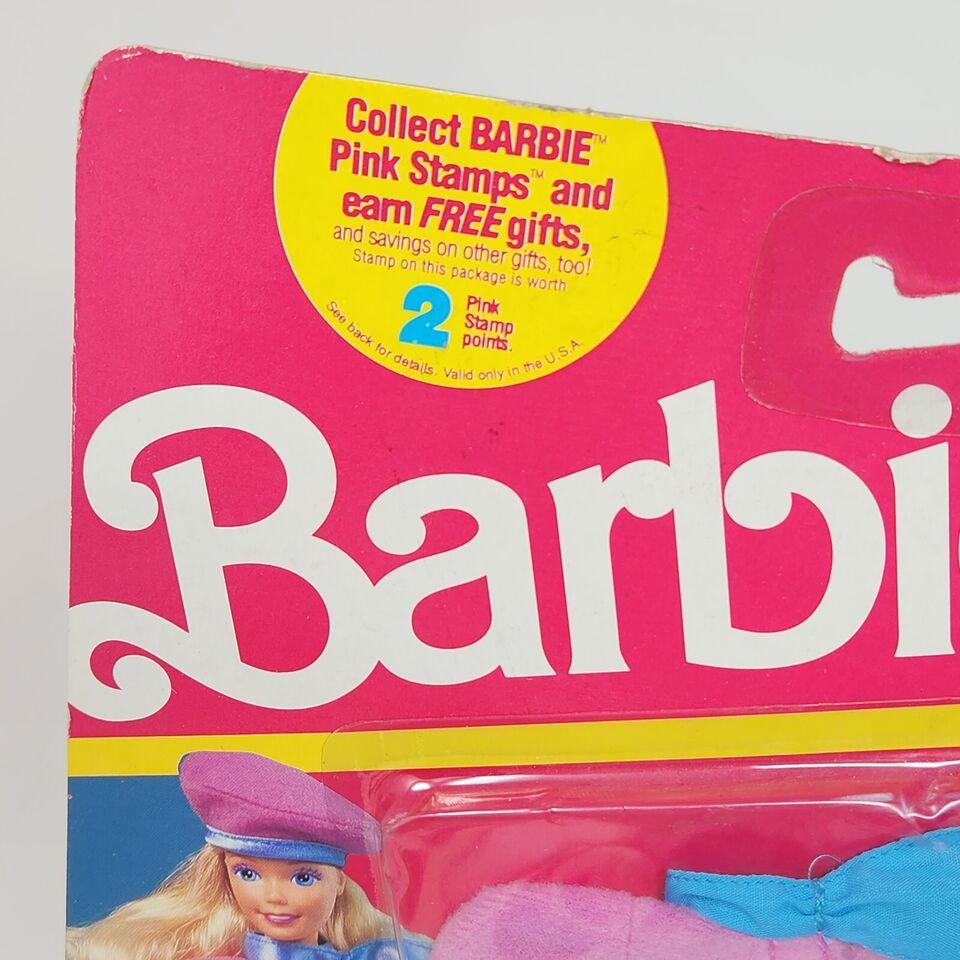 Collect BARBIE™
Pink Stamps™ and
earn FREE gifts,
and savings on other gifts, too!
Stamp on this package is worth
2 Pink
Stamp
points.
See back for details. Valid only in the U.S.A.
Barbi